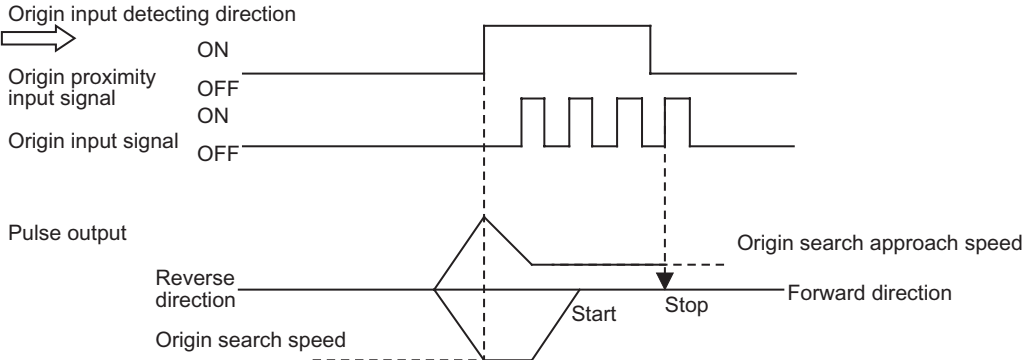 Origin input detecting direction
ON
Origin proximity
input signal
OFF
ON
Origin input signal
OFF
Pulse output
Origin search approach speed
Reverse
direction
Forward direction
Start
Stop
Origin search speed